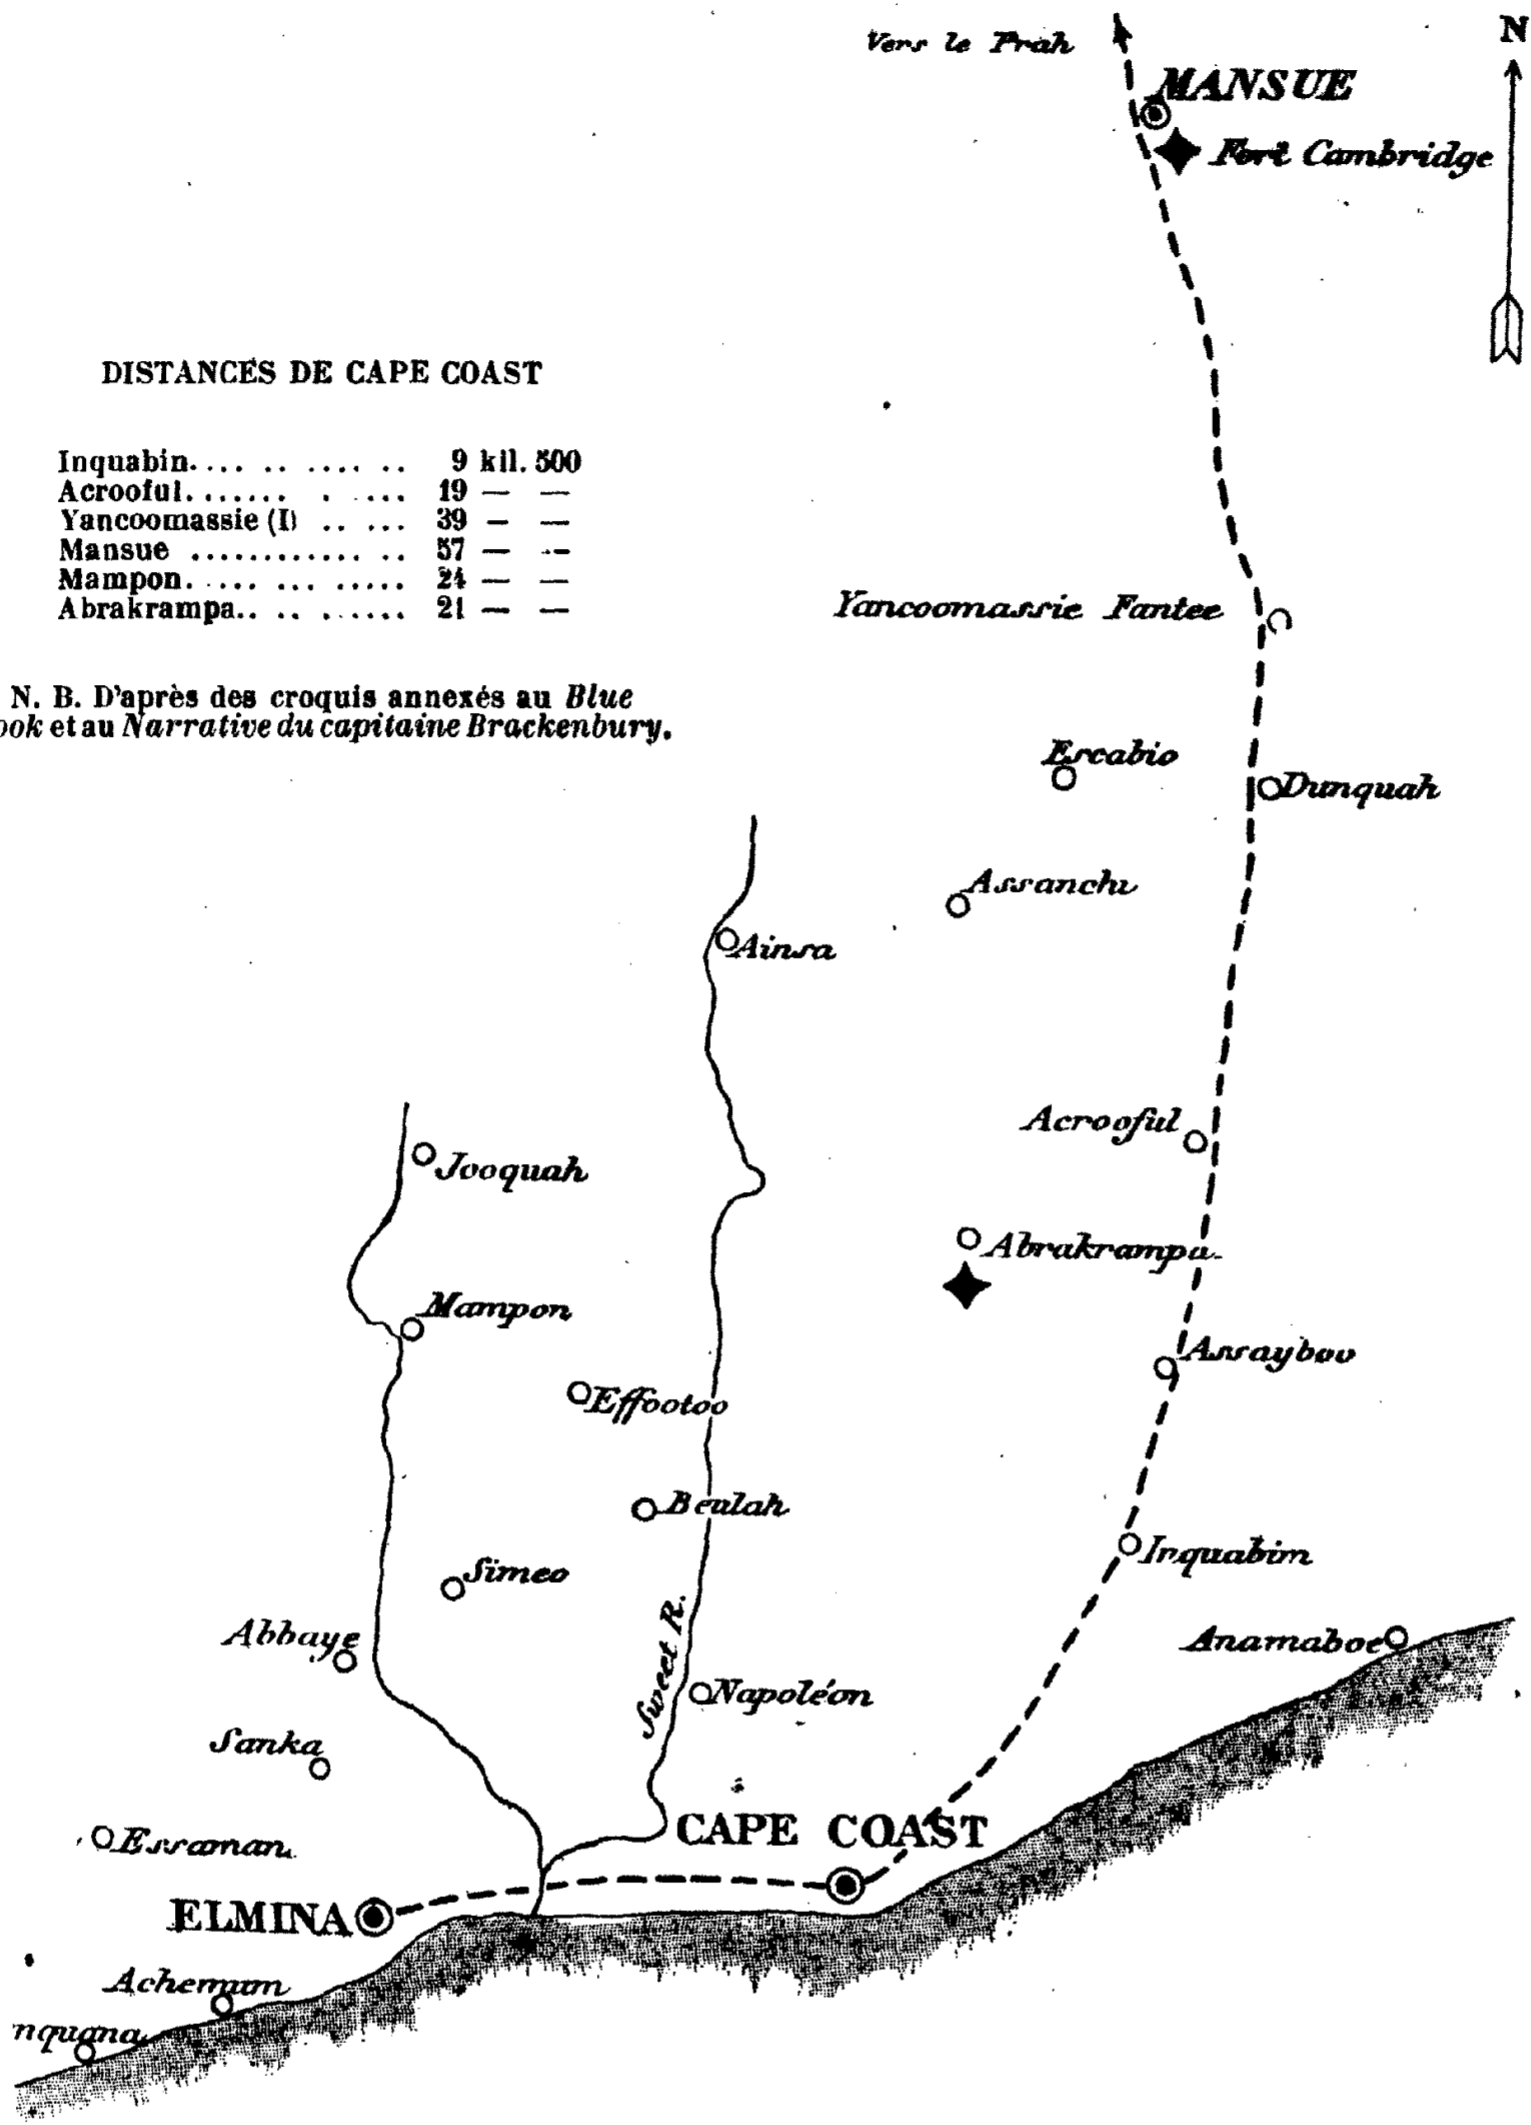 Vers le Prah
N
MANSUE
Fort Cambridge
DISTANCES DE CAPE COAST
Inquabin.... .. .... .. 9 kil. 500
Acrooful....... . .... 19 — —
Yancoomassie (I) .. ... 39 — —
Mansue ............ .. 57 — —
Mampon..... ... ..... 24 — —
Abrakrampa.. .. ....... 21 — —
N. B. D'après des croquis annexés au Blue
ook et au Narrative du capitaine Brackenbury.
Yancoomassie Fantee
Escabio
Dunquah
Assanchi
Ainsa
Acrooful
Jooquah
Abrakrampa
Mampon
Assayboo
Effootoo
Beulah
Inquabim
Simeo
Abbaye
Anamaboe
Sweet R.
Napoléon
Sanka
CAPE COAST
Essaman
ELMINA
Achemim
nquana